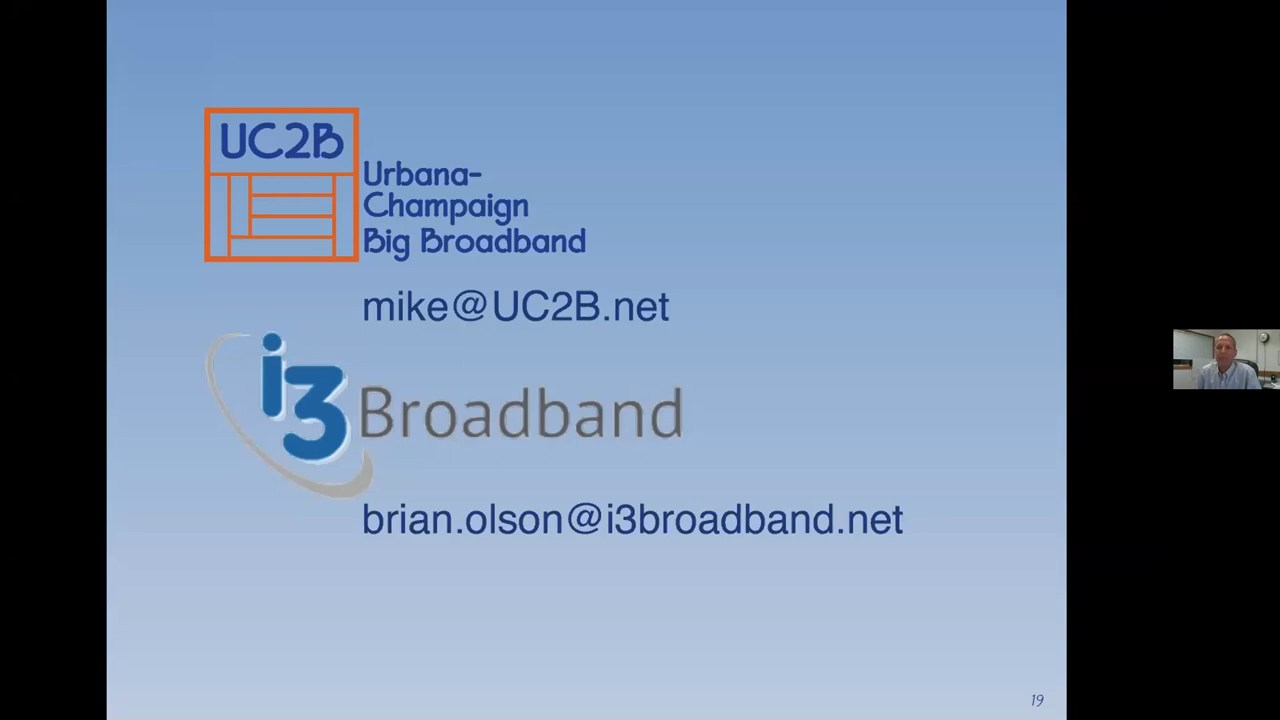 UC2B
Urbana-
Champaign
Big Broadband
mike@UC2B.net
i3 Broadband
brian.olson@i3broadband.net
19